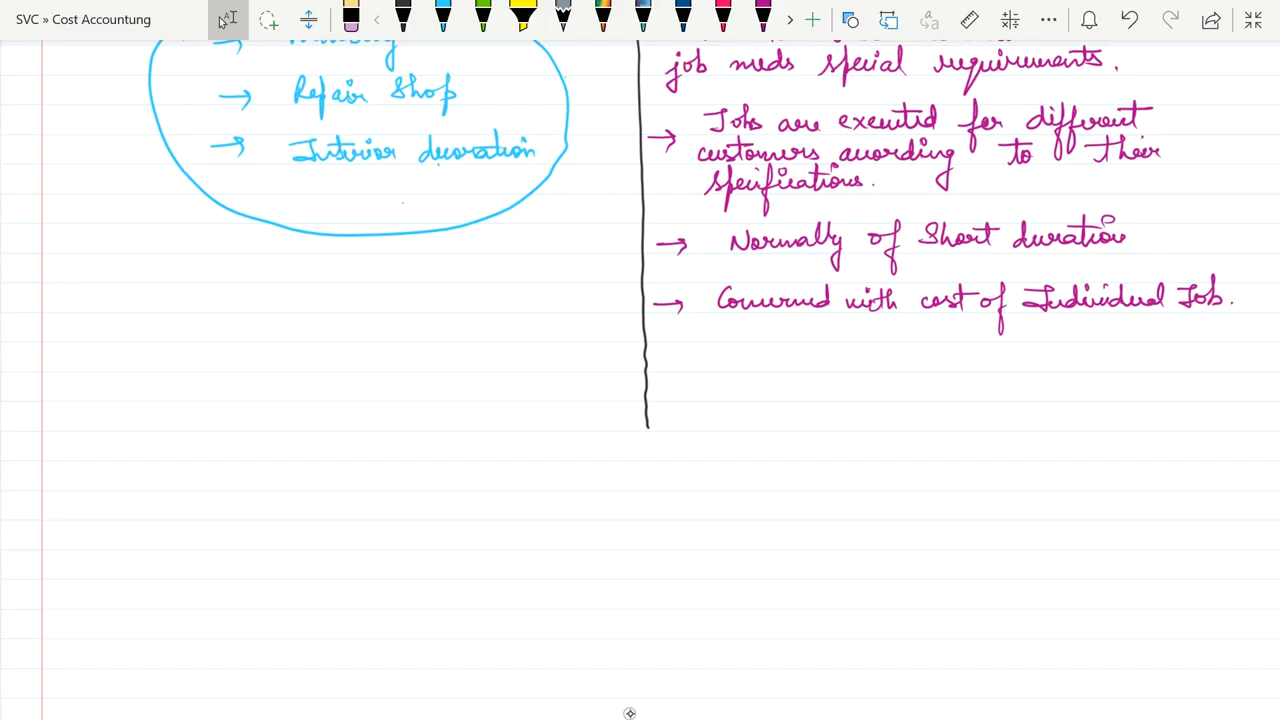 SVC » Cost Accountung
→ Repair Shop
→ Interior decoration
job needs special requirements.
→ Jobs are executed for different
customers according to their
specifications.
→ Normally of Short duration
→ Concerned with cost of Individual Job.